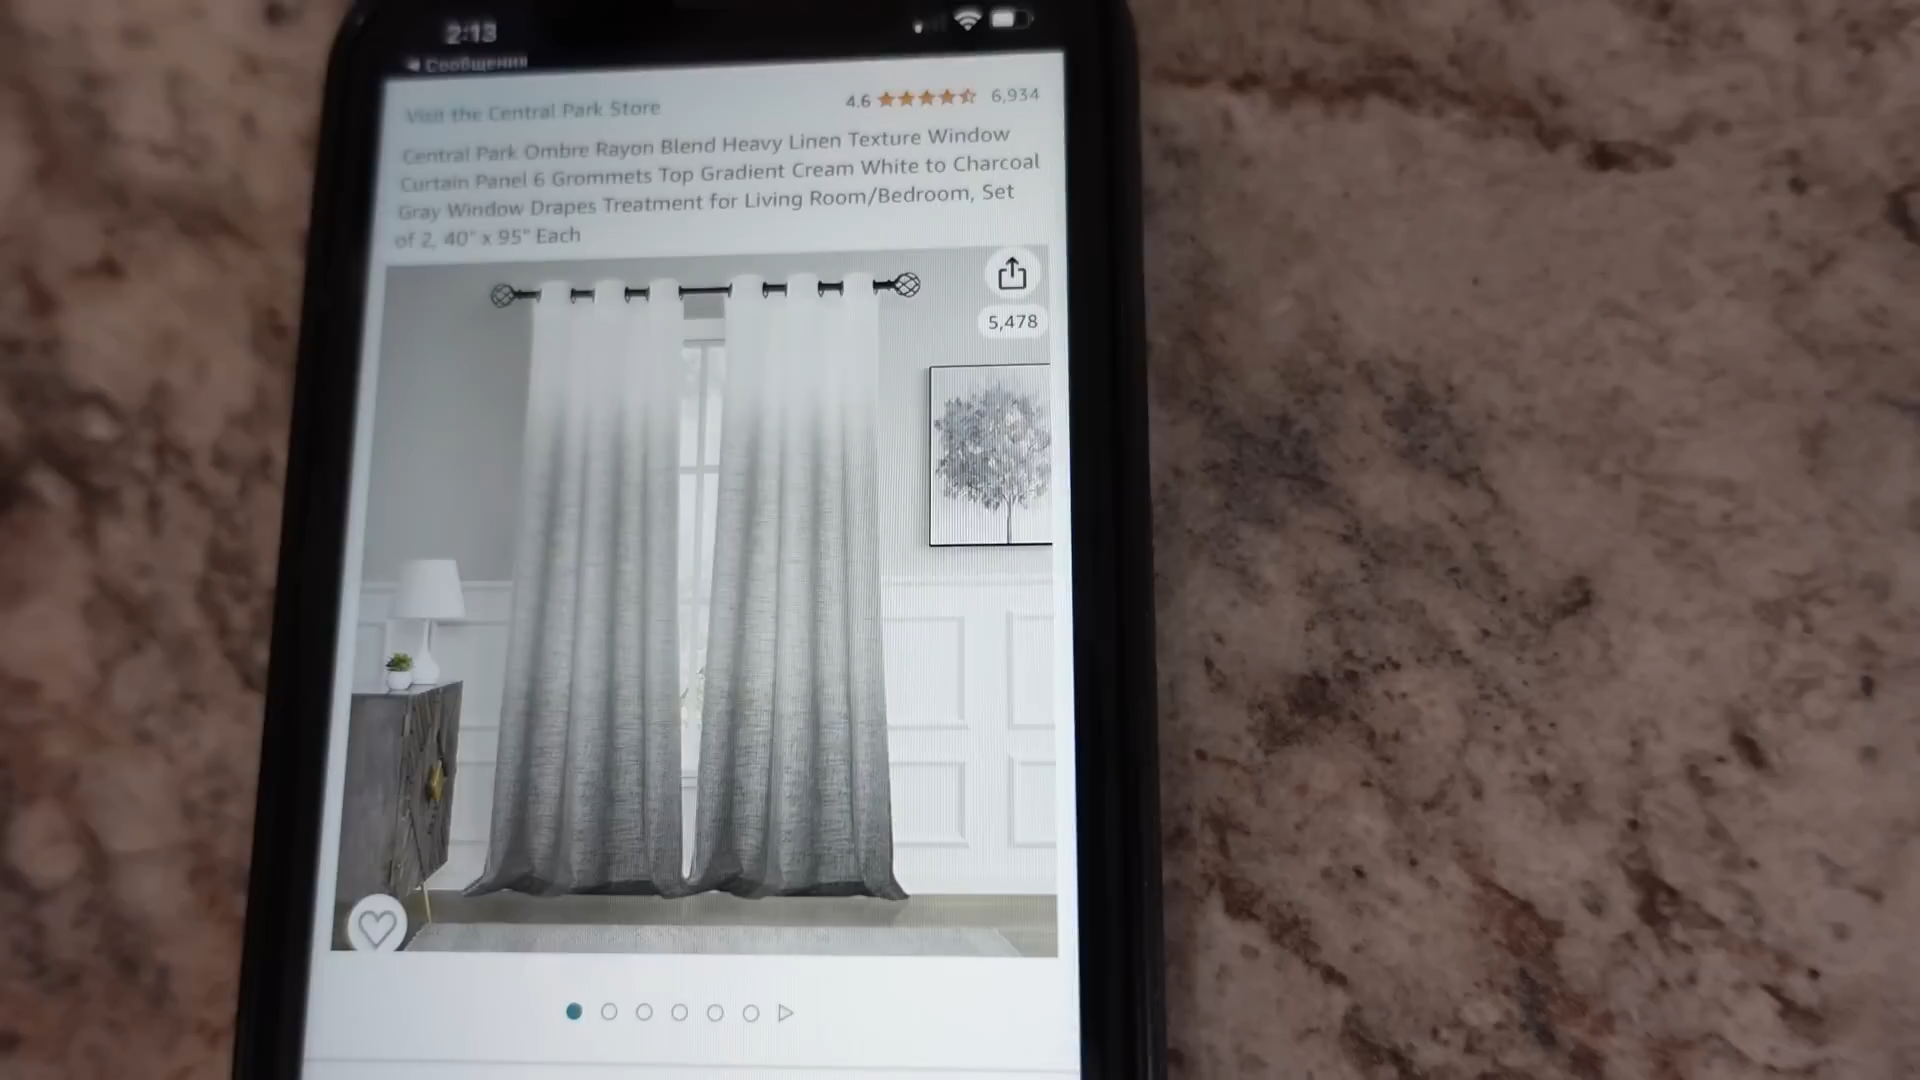 2:13
Сообщения
Visit the Central Park Store
4.6 6,934
Central Park Ombre Rayon Blend Heavy Linen Texture Window
Curtain Panel 6 Grommets Top Gradient Cream White to Charcoal
Gray Window Drapes Treatment for Living Room/Bedroom, Set
of 2, 40" x 95" Each
5,478